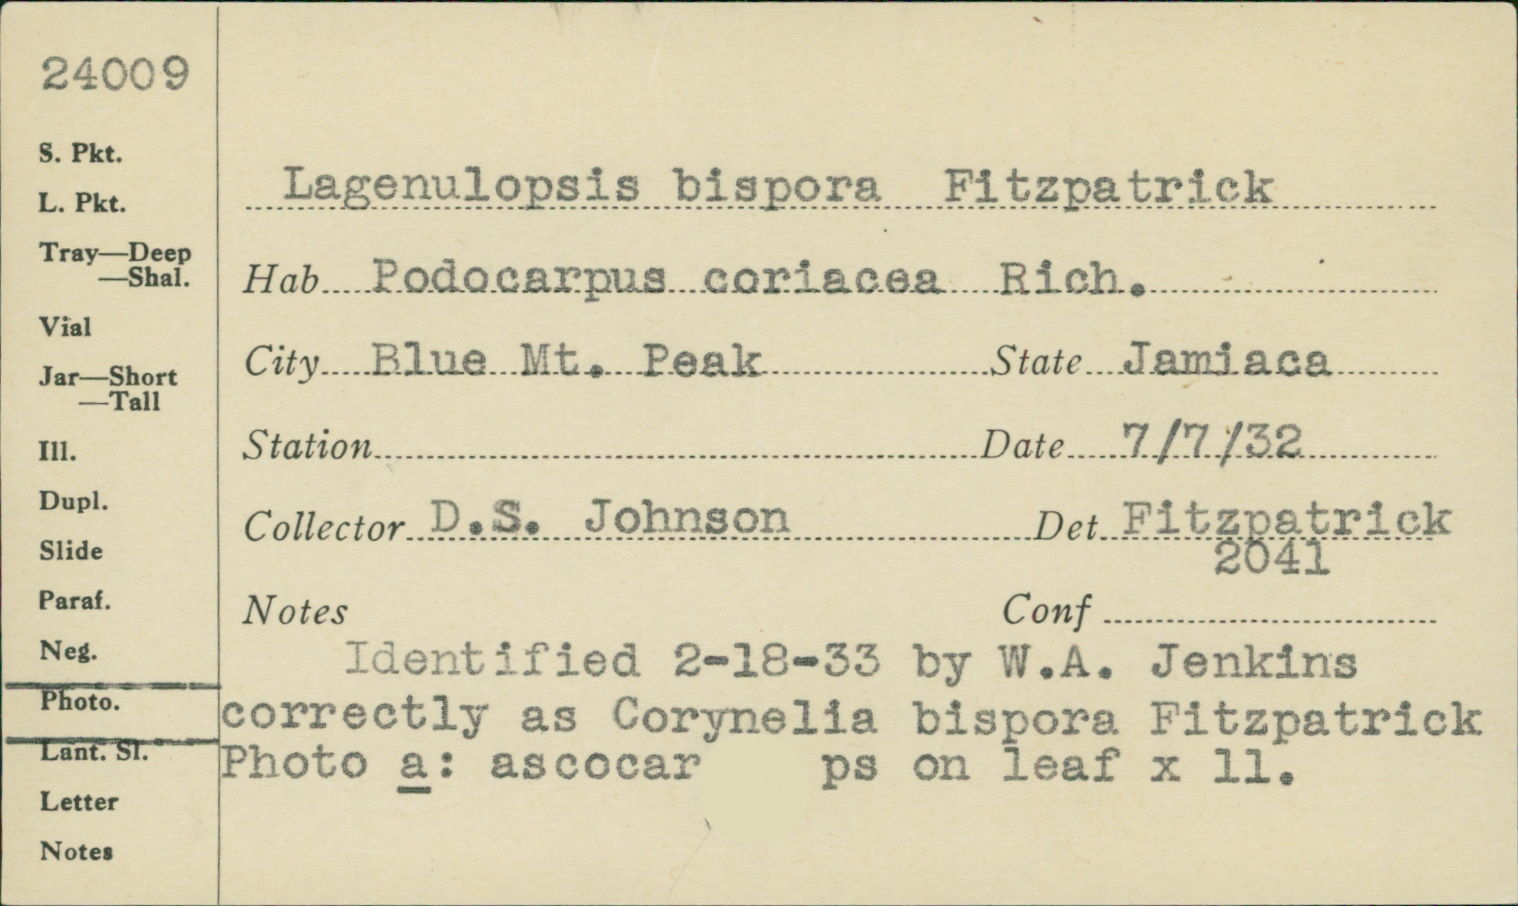 24009
S. Pkt.
L. Pkt.
Tray—Deep
—Shal.
Vial
Jar—Short
—Tall
Ill.
Dupl.
Slide
Paraf.
Neg.
Photo.
Lant. Sl.
Letter
Notes
Lagenulopsis bispora Fitzpatrick
Hab Podocarpus coriacea Rich.
City Blue Mt. Peak State Jamiaca
Station Date 7/7/32
Collector D.S. Johnson Det Fitzpatrick
2041
Notes Conf
Identified 2-18-33 by W.A. Jenkins
correctly as Corynelia bispora Fitzpatrick
Photo a: ascocar ps on leaf x 11.